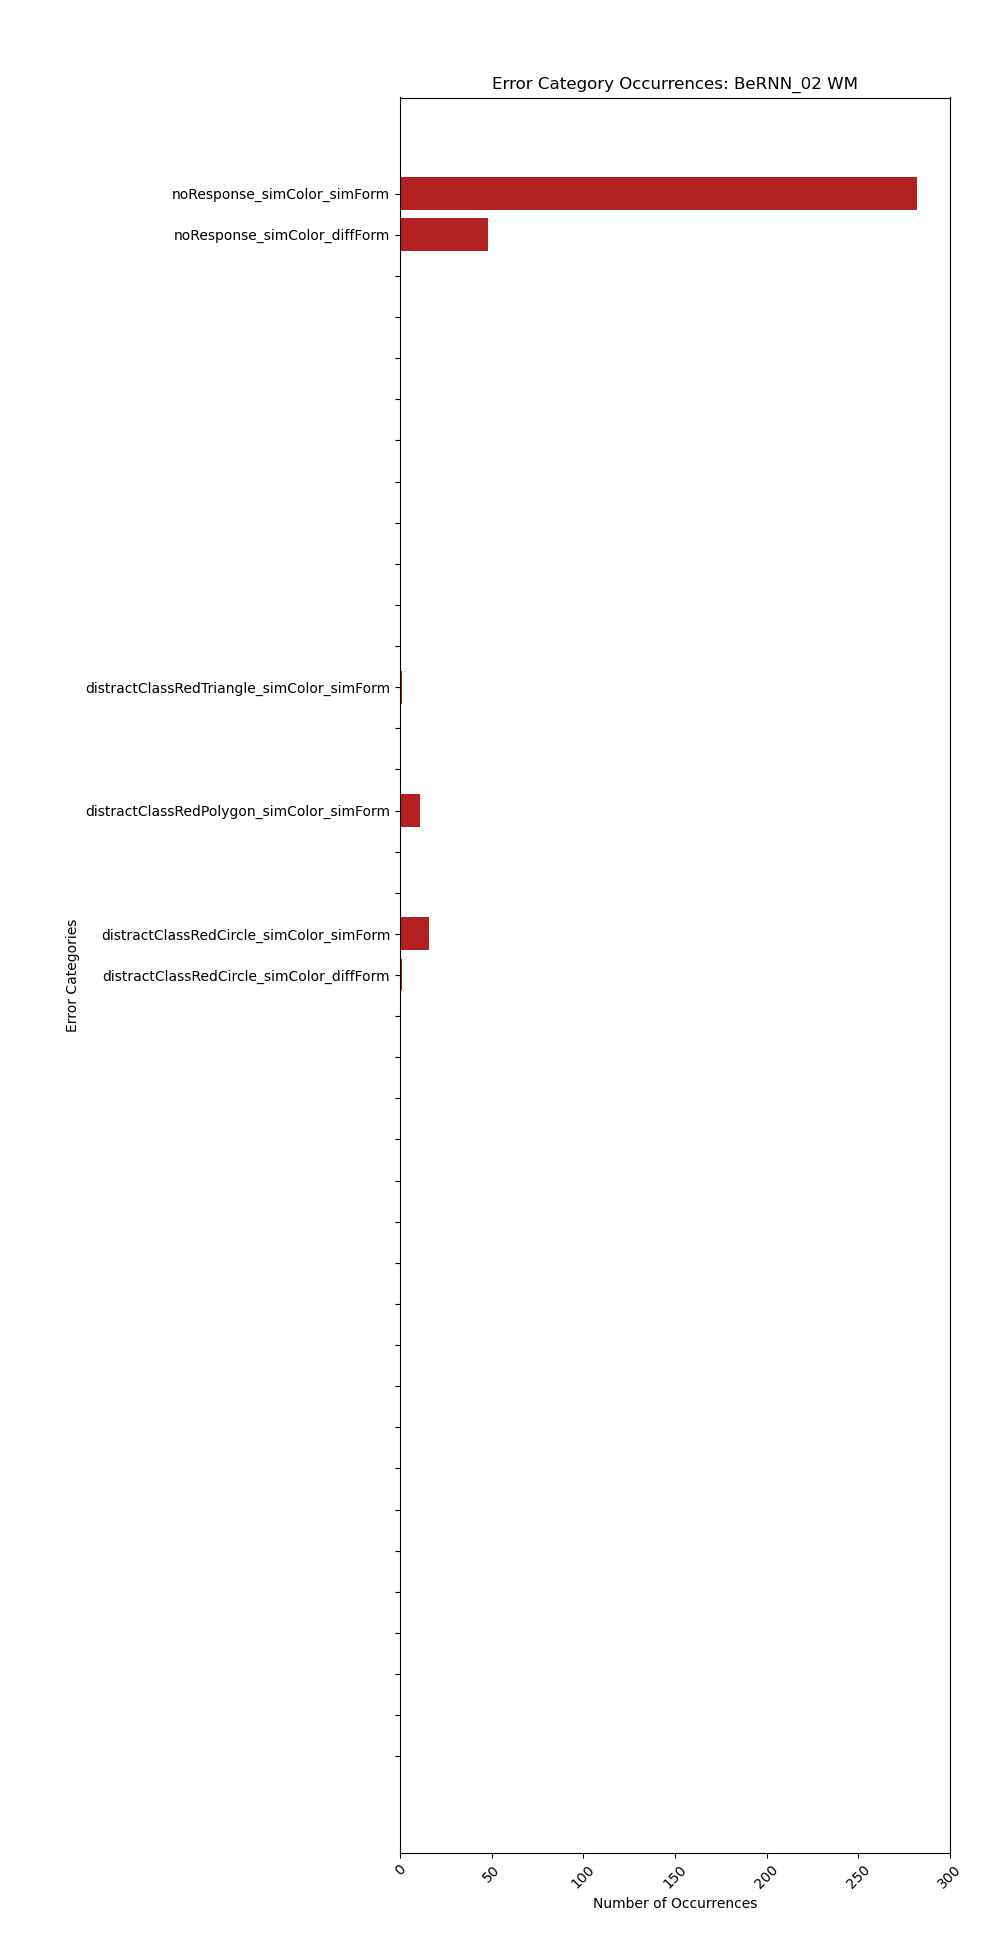 Error Category Occurrences: BeRNN_02 WM
noResponse_simColor_simForm
noResponse_simColor_diffForm
distractClassRedTriangle_simColor_simForm
distractClassRedPolygon_simColor_simForm
distractClassRedCircle_simColor_simForm
distractClassRedCircle_simColor_diffForm
Error Categories
0 50 100 150 200 250 300
Number of Occurrences